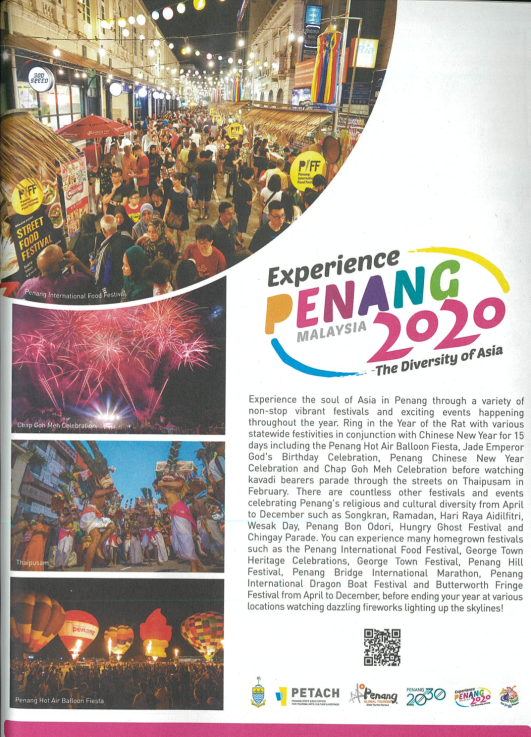 SOD
SPEED
PIFF
STREET
FOOD
FESTIVAL
PIFF
Penang
International
Food Festival
Penang International Food Festival
Chap Goh Meh Celebration
Thaipusam
Penang Hot Air Balloon Fiesta
Experience
PENANG
MALAYSIA
2020
-The Diversity of Asia
Experience the soul of Asia in Penang through a variety of
non-stop vibrant festivals and exciting events happening
throughout the year. Ring in the Year of the Rat with various
statewide festivities in conjunction with Chinese New Year for 15
days including the Penang Hot Air Balloon Fiesta, Jade Emperor
God's Birthday Celebration, Penang Chinese New Year
Celebration and Chap Goh Meh Celebration before watching
kavadi bearers parade through the streets on Thaipusam in
February. There are countless other festivals and events
celebrating Penang's religious and cultural diversity from April
to December such as Songkran, Ramadan, Hari Raya Aidilfitri,
Wesak Day, Penang Bon Odori, Hungry Ghost Festival and
Chingay Parade. You can experience many homegrown festivals
such as the Penang International Food Festival, George Town
Heritage Celebrations, George Town Festival, Penang Hill
Festival, Penang Bridge International Marathon, Penang
International Dragon Boat Festival and Butterworth Fringe
Festival from April to December, before ending your year at various
locations watching dazzling fireworks lighting up the skylines!
PETACH
Penang
PENANG
2030
Experience
PENANG
2020